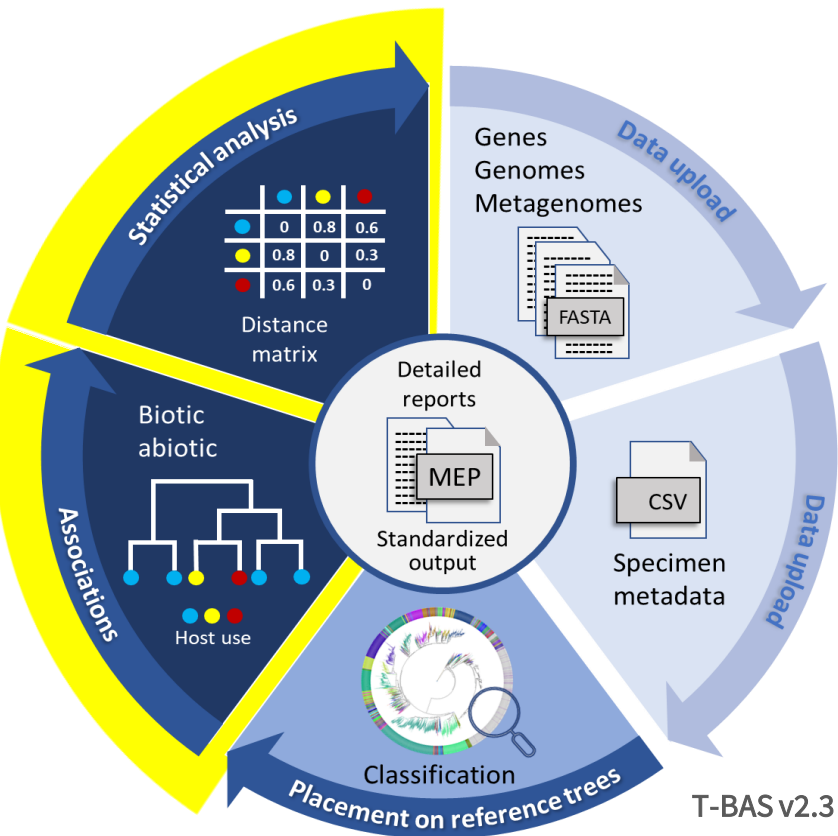 Statistical analysis
Data upload
Genes
Genomes
Metagenomes
FASTA
0 0.8 0.6
0.8 0 0.3
0.6 0.3 0
Distance
matrix
Detailed
reports
MEP
Standardized
output
CSV
Specimen
metadata
Data upload
Biotic
abiotic
Host use
Associations
Classification
Placement on reference trees
T-BAS v2.3